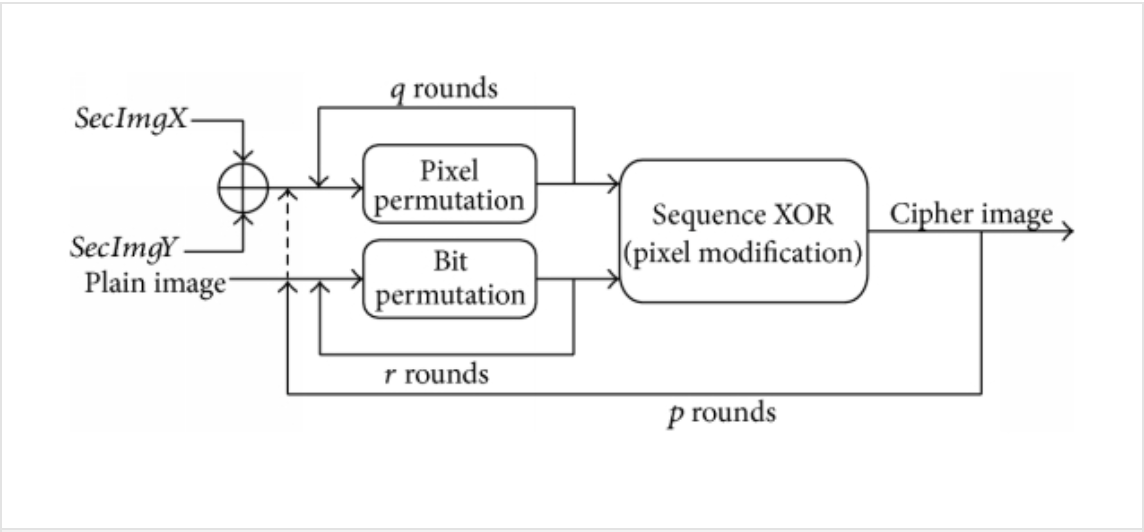 q rounds
SecImgX
Pixel
permutation
Sequence XOR
(pixel modification)
Cipher image
SecImgY
Plain image
Bit
permutation
r rounds
p rounds